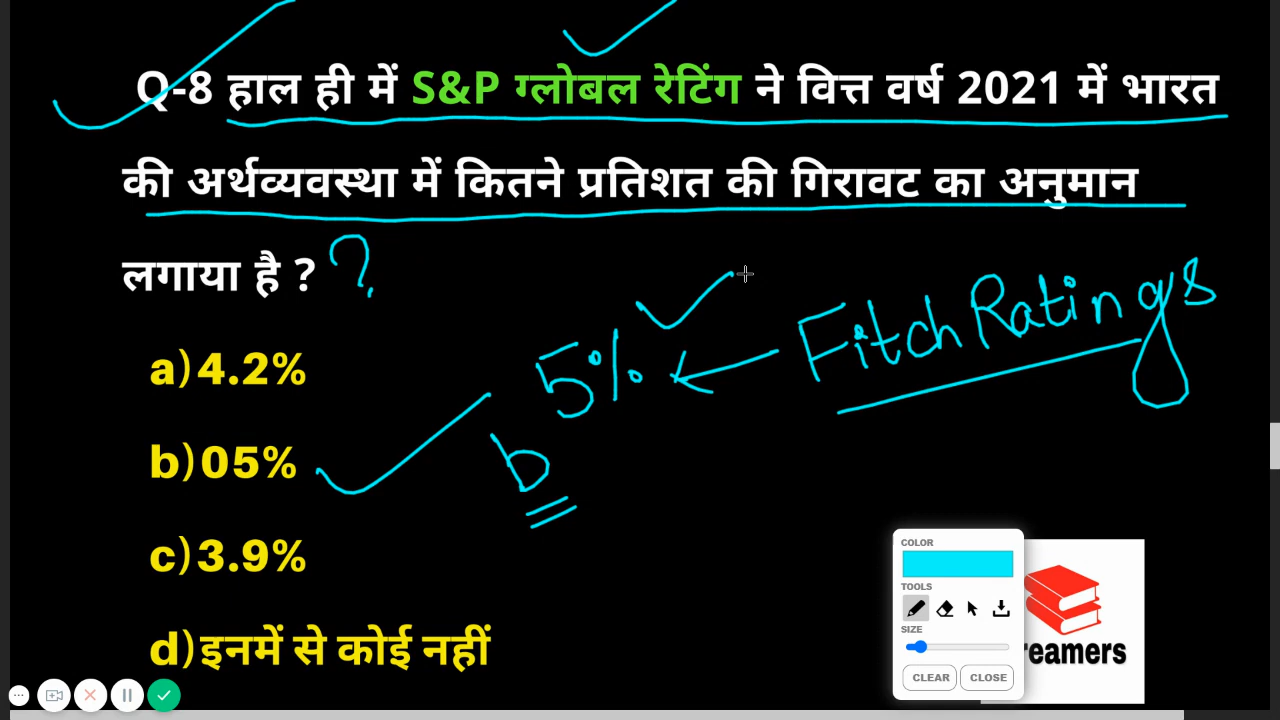 Q-8 हाल ही में S&P ग्लोबल रेटिंग ने वित्त वर्ष 2021 में भारत
की अर्थव्यवस्था में कितने प्रतिशत की गिरावट का अनुमान
लगाया है ? ?
a)4.2%
5% ← Fitch Ratings
b)05%
b
c)3.9%
d)इनमें से कोई नहीं
COLOR
TOOLS
SIZE
CLEAR CLOSE
reamers